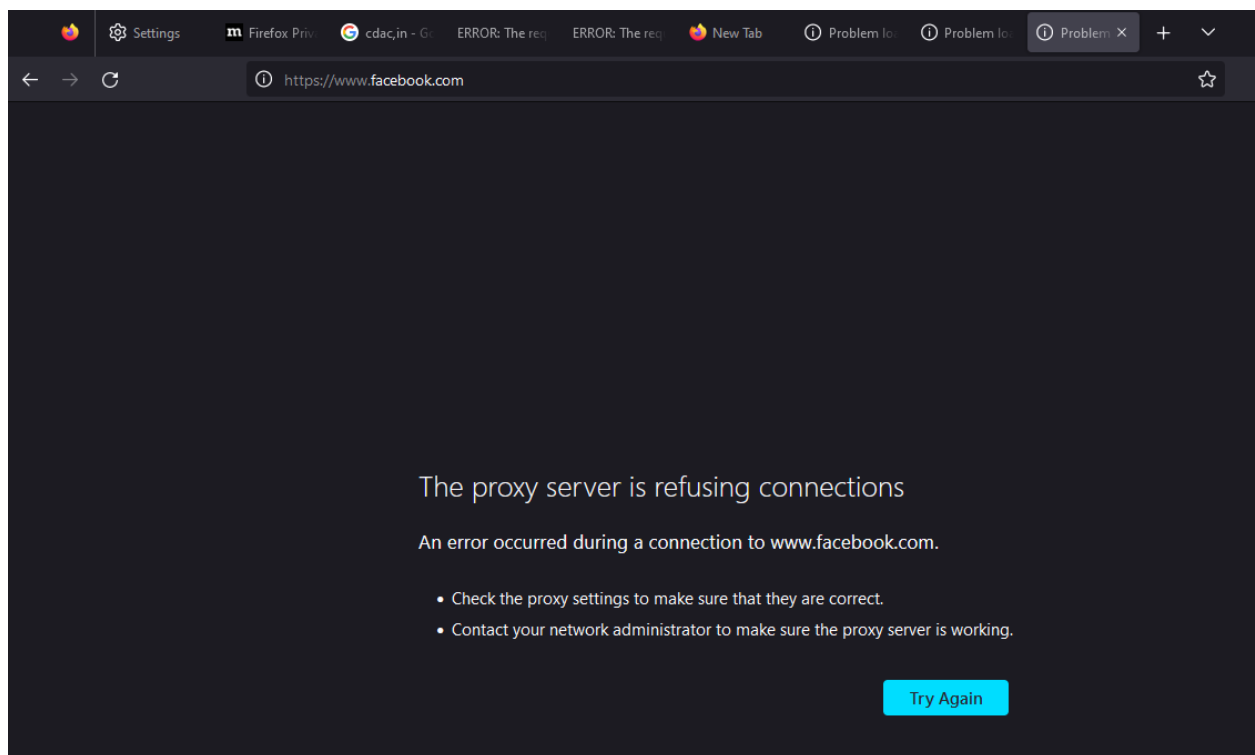 Settings
m Firefox Priv
G cdac,in - Go
ERROR: The req
ERROR: The req
New Tab
Problem loa
Problem loa
Problem
https://www.facebook.com
The proxy server is refusing connections
An error occurred during a connection to www.facebook.com.
• Check the proxy settings to make sure that they are correct.
• Contact your network administrator to make sure the proxy server is working.
Try Again